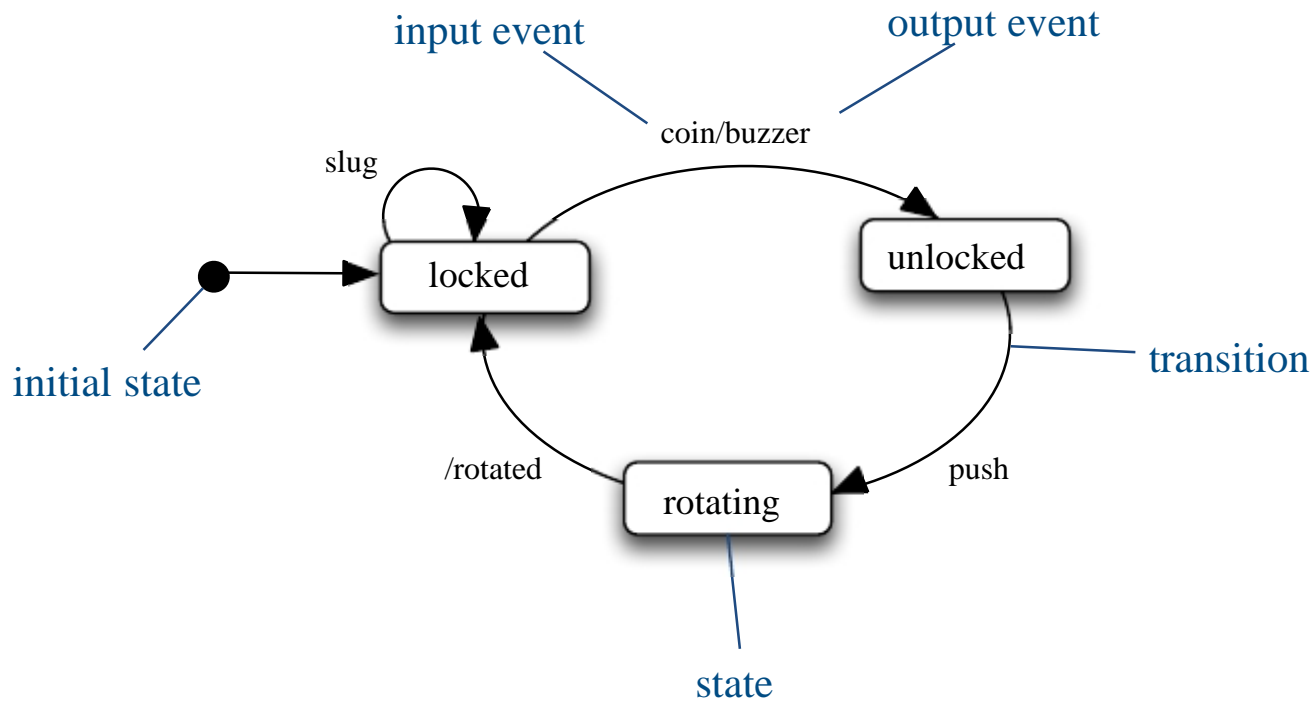 input event
output event
coin/buzzer
slug
locked
unlocked
initial state
transition
/rotated
push
rotating
state